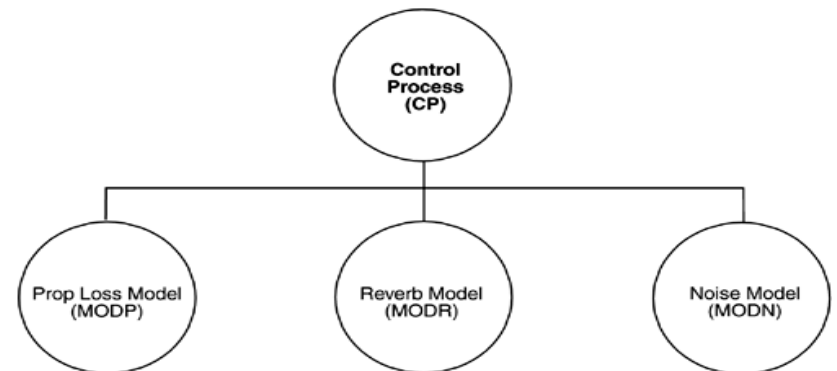 Control
Process
(CP)
Prop Loss Model
(MODP)
Reverb Model
(MODR)
Noise Model
(MODN)